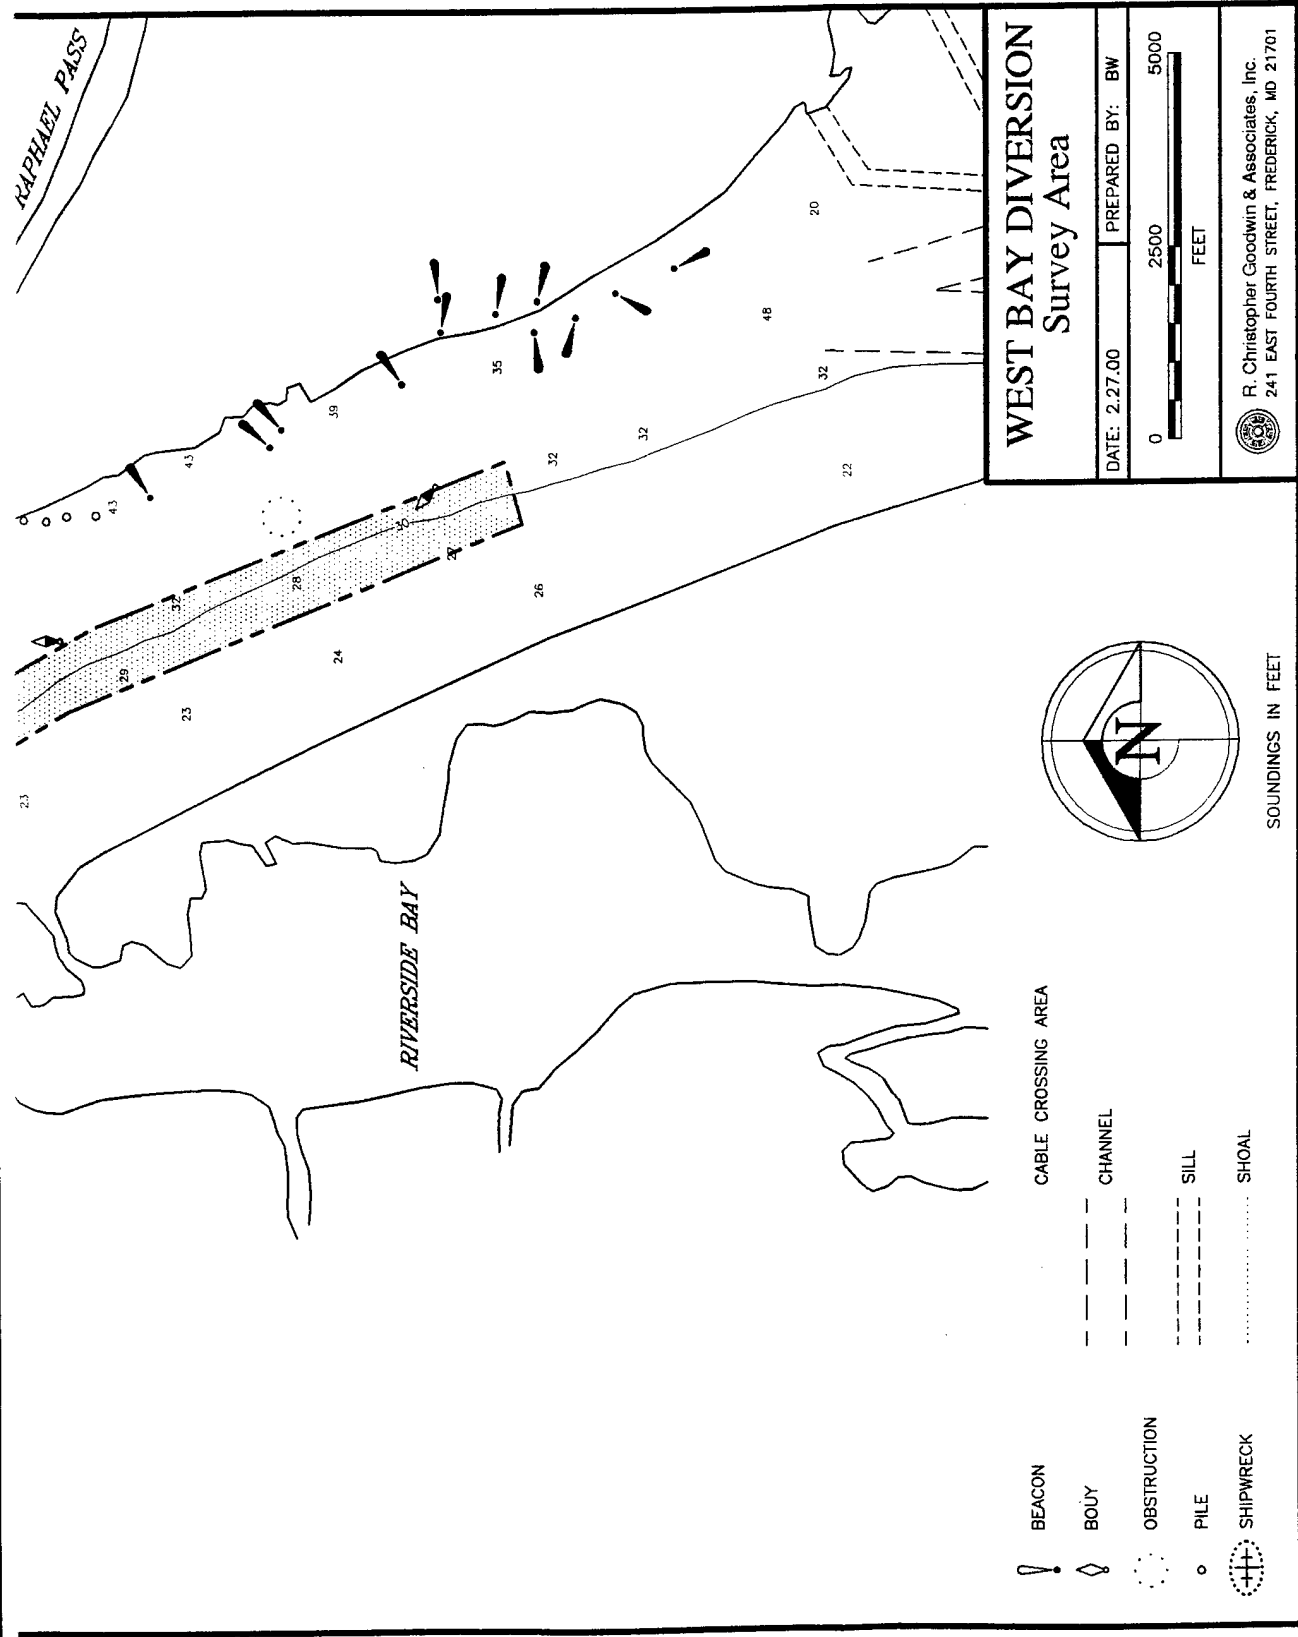 RAPHAEL PASS
43
43
39
35
20
48
32
32
32
22
30
27
28
32
29
26
24
23
23
RIVERSIDE BAY
N
SOUNDINGS IN FEET
BEACON
BOUY
OBSTRUCTION
PILE
SHIPWRECK
CABLE CROSSING AREA
CHANNEL
SILL
SHOAL
WEST BAY DIVERSION
Survey Area
DATE: 2.27.00
PREPARED BY: BW
0 2500 5000
FEET
R. Christopher Goodwin & Associates, Inc.
241 EAST FOURTH STREET, FREDERICK, MD 21701